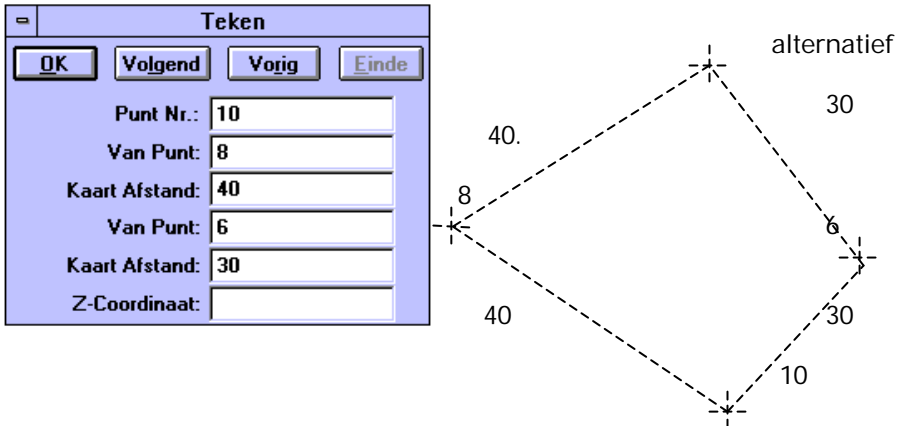 Teken
OK Volgend Vorig Einde
Punt Nr.: 10
Van Punt: 8
Kaart Afstand: 40
Van Punt: 6
Kaart Afstand: 30
Z-Coordinaat:
alternatief
30
40.
8
6
40
30
10